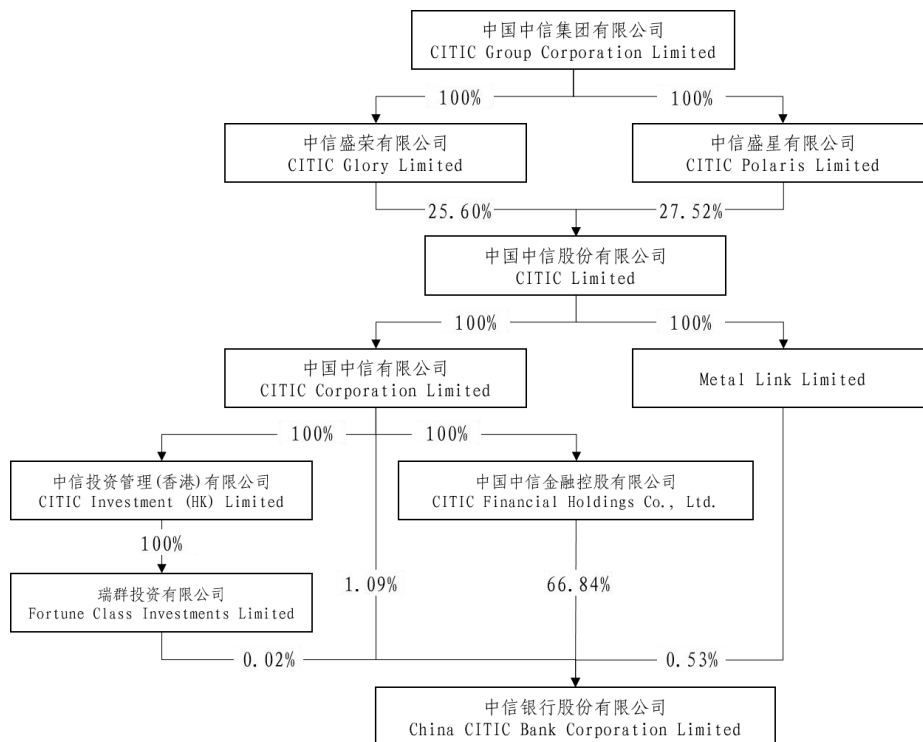 中国中信集团有限公司
CITIC Group Corporation Limited
100%
100%
中信盛荣有限公司
CITIC Glory Limited
中信盛星有限公司
CITIC Polaris Limited
25.60%
27.52%
中国中信股份有限公司
CITIC Limited
100%
100%
中国中信有限公司
CITIC Corporation Limited
Metal Link Limited
100%
100%
中信投资管理(香港)有限公司
CITIC Investment (HK) Limited
中国中信金融控股有限公司
CITIC Financial Holdings Co., Ltd.
100%
瑞群投资有限公司
Fortune Class Investments Limited
1.09%
66.84%
0.02%
0.53%
中信银行股份有限公司
China CITIC Bank Corporation Limited